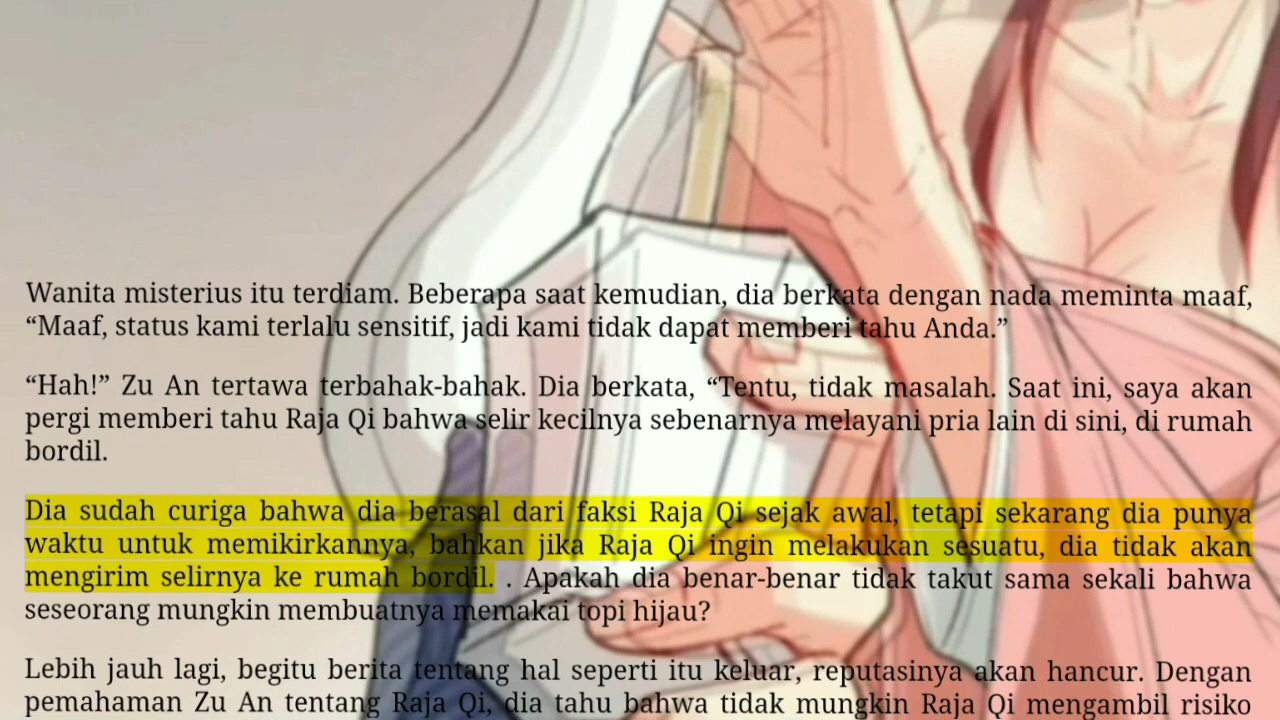 Wanita misterius itu terdiam. Beberapa saat kemudian, dia berkata dengan nada meminta maaf,
“Maaf, status kami terlalu sensitif, jadi kami tidak dapat memberi tahu Anda.”
“Hah!” Zu An tertawa terbahak-bahak. Dia berkata, “Tentu, tidak masalah. Saat ini, saya akan
pergi memberi tahu Raja Qi bahwa selir kecilnya sebenarnya melayani pria lain di sini, di rumah
bordil.
Dia sudah curiga bahwa dia berasal dari faksi Raja Qi sejak awal, tetapi sekarang dia punya
waktu untuk memikirkannya, bahkan jika Raja Qi ingin melakukan sesuatu, dia tidak akan
mengirim selirnya ke rumah bordil. . Apakah dia benar-benar tidak takut sama sekali bahwa
seseorang mungkin membuatnya memakai topi hijau?
Lebih jauh lagi, begitu berita tentang hal seperti itu keluar, reputasinya akan hancur. Dengan
pemahaman Zu An tentang Raja Qi, dia tahu bahwa tidak mungkin Raja Qi mengambil risiko